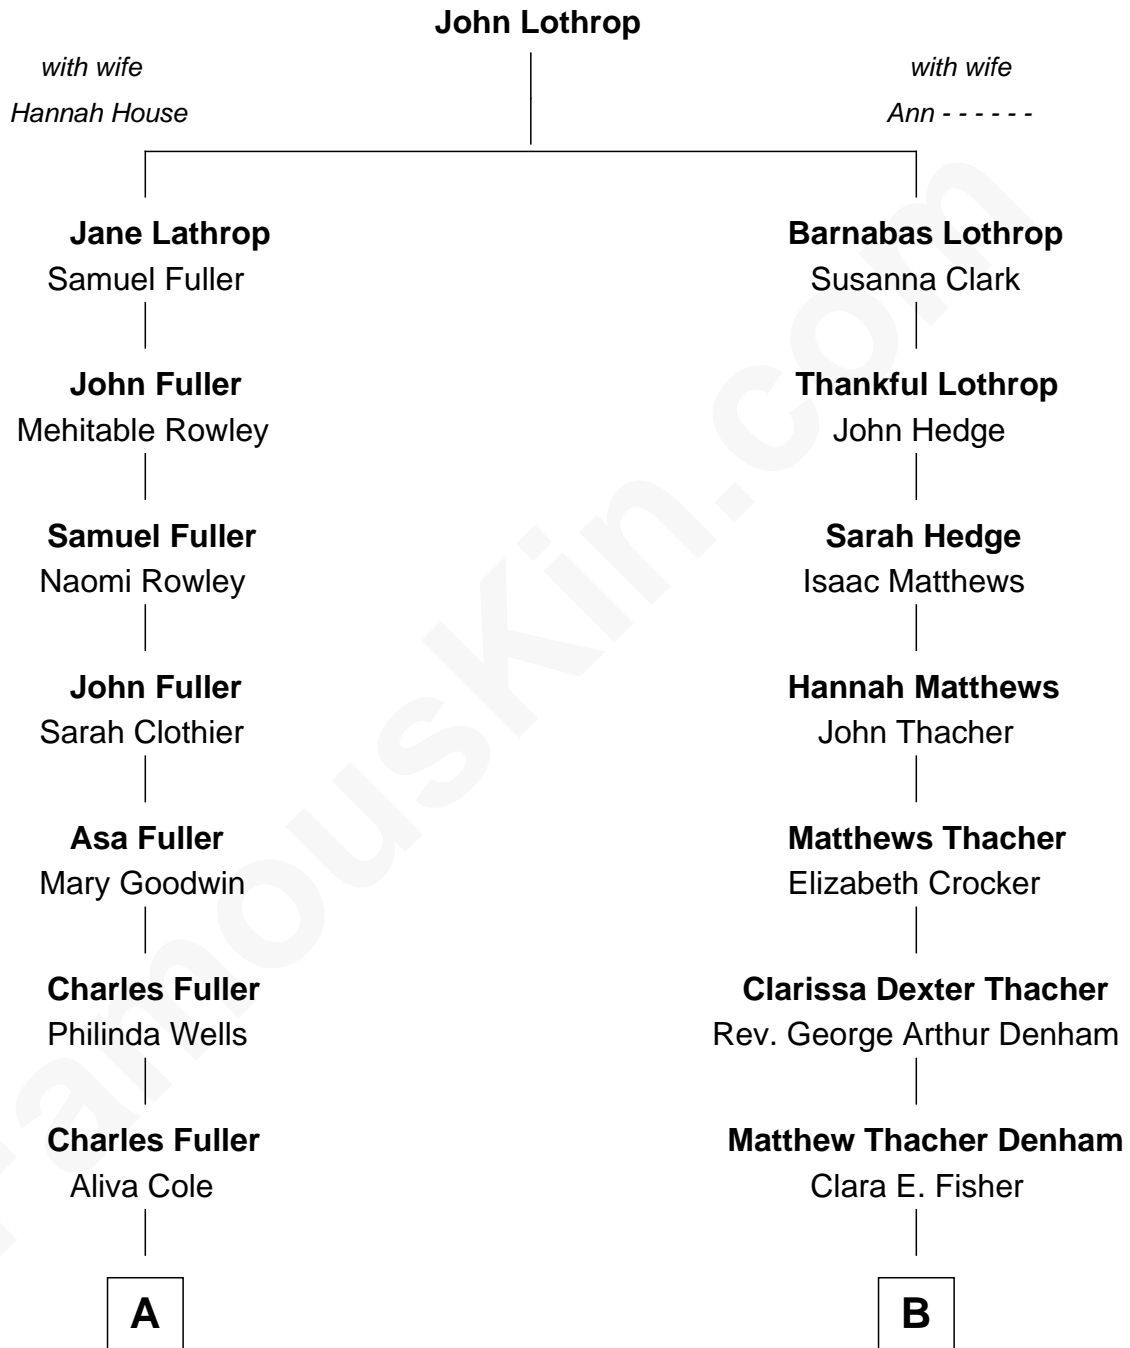 John Lothrop
with wife
Hannah House
with wife
Ann - - - - - -
Jane Lathrop
Samuel Fuller
Barnabas Lothrop
Susanna Clark
John Fuller
Mehitable Rowley
Thankful Lothrop
John Hedge
Samuel Fuller
Naomi Rowley
Sarah Hedge
Isaac Matthews
John Fuller
Sarah Clothier
Hannah Matthews
John Thacher
Asa Fuller
Mary Goodwin
Matthews Thacher
Elizabeth Crocker
Charles Fuller
Philinda Wells
Clarissa Dexter Thacher
Rev. George Arthur Denham
Charles Fuller
Aliva Cole
Matthew Thacher Denham
Clara E. Fisher
A
B
FamousKin.com